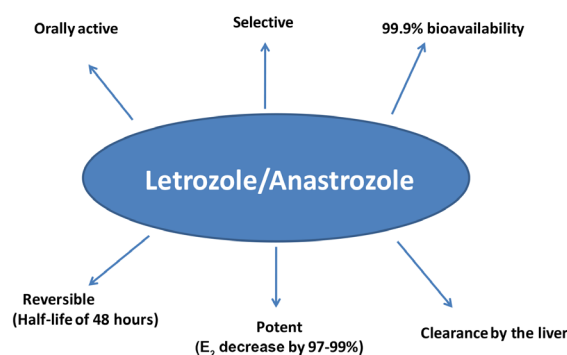 Orally active
Selective
99.9% bioavailability
Letrozole/Anastrozole
Reversible
(Half-life of 48 hours)
Potent
(E₂ decrease by 97-99%)
Clearance by the liver